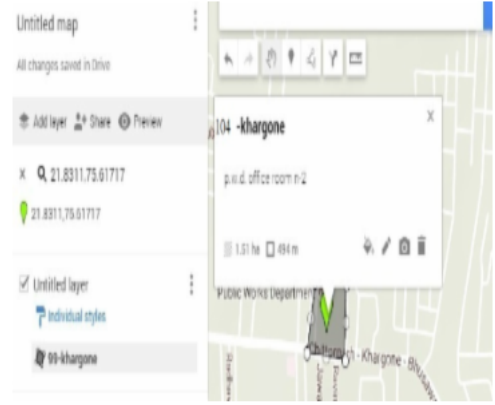 Untitled map
All changes saved in Drive
Add layer Share Preview
21.8311,75.61717
21.8311,75.61717
Untitled layer
Individual styles
99-khargone
104 -khargone
p.w.d. office room n-2
1.51 ha 494 m
Public Works Department
Chittorgarh - Khargone - Bhusawal